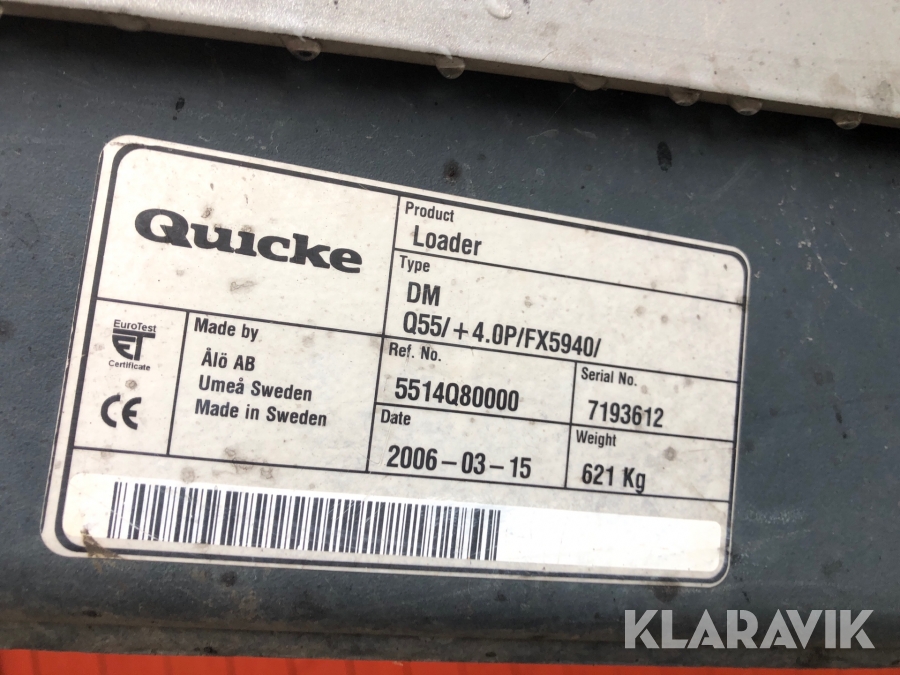 Quicke
Product
Loader
Type
DM
Q55/+4.0P/FX5940/
EuroTest
ET
Certificate
CE
Made by
Ålö AB
Umeå Sweden
Made in Sweden
Ref. No.
5514Q80000
Serial No.
7193612
Date
2006-03-15
Weight
621 Kg
KLARAVIK